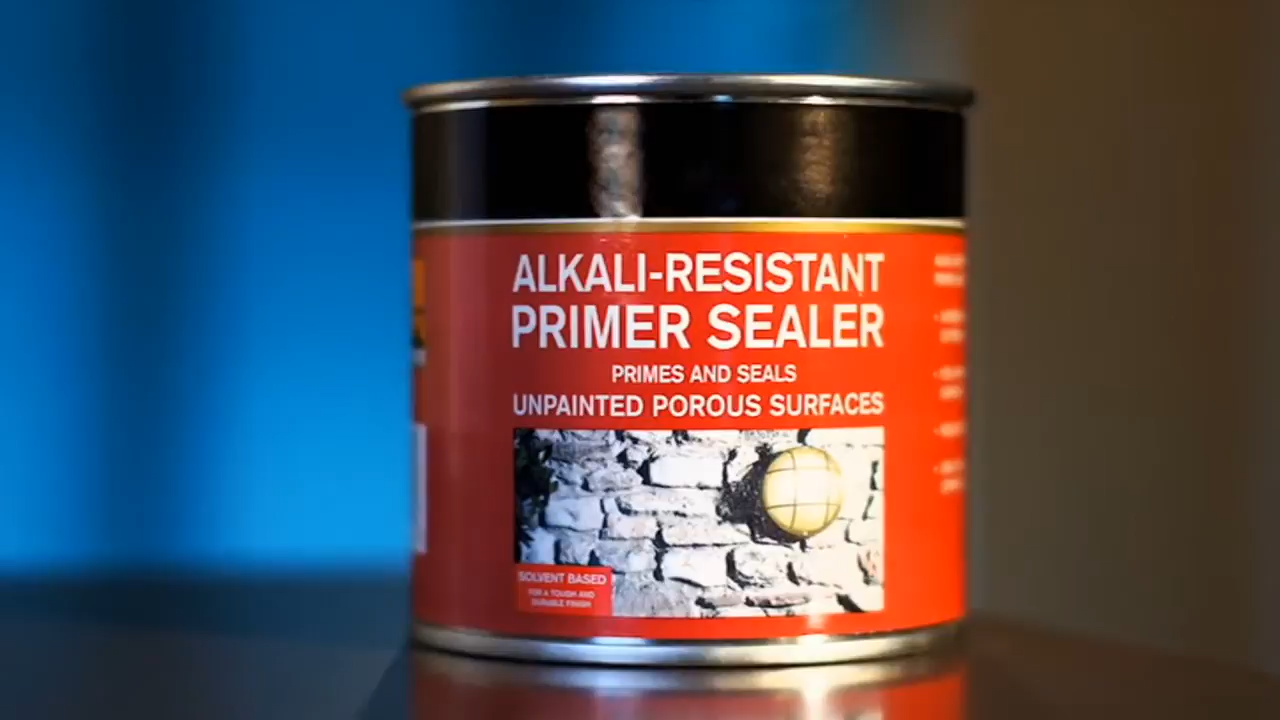 ALKALI-RESISTANT
PRIMER SEALER
PRIMES AND SEALS
UNPAINTED POROUS SURFACES
SOLVENT BASED
FOR A TOUGH AND
DURABLE FINISH